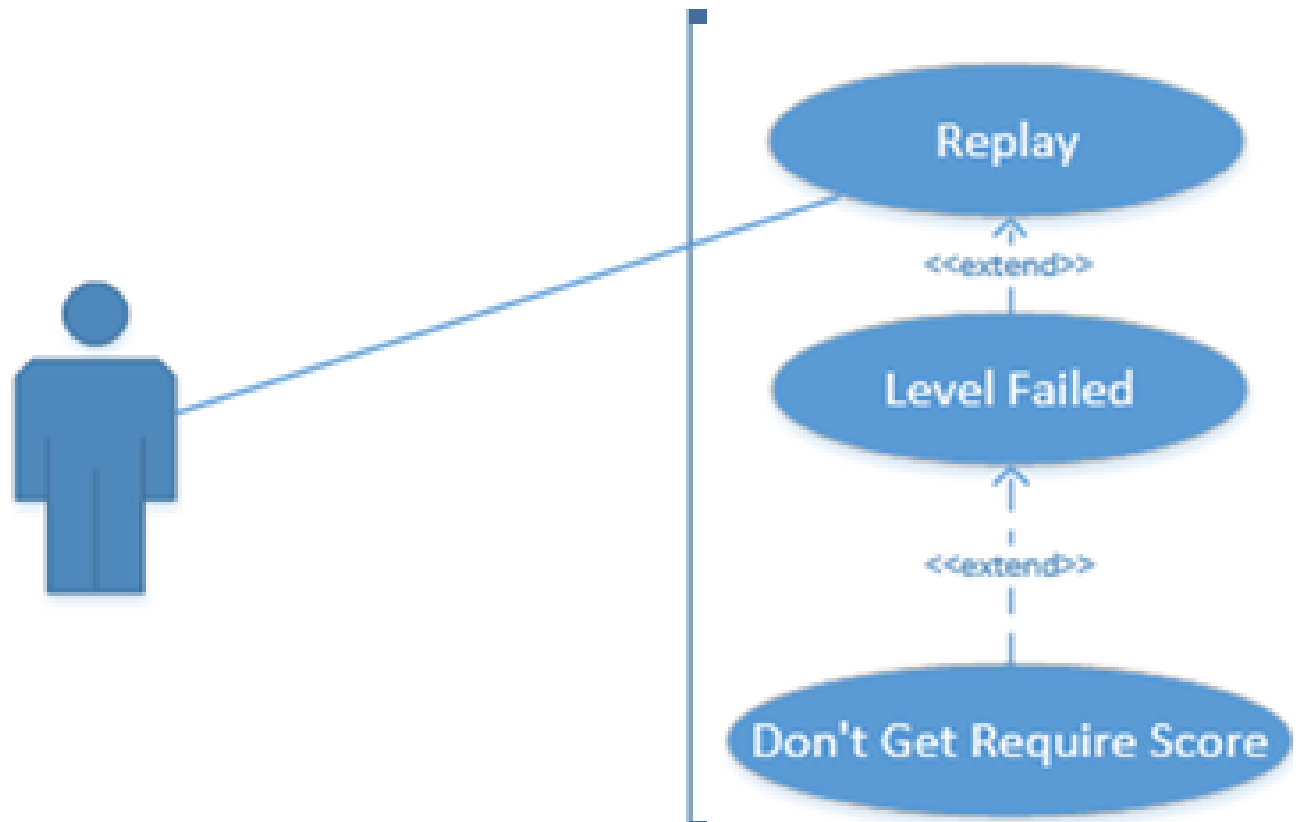 Replay
<<extend>>
Level Failed
<<extend>>
Don't Get Require Score